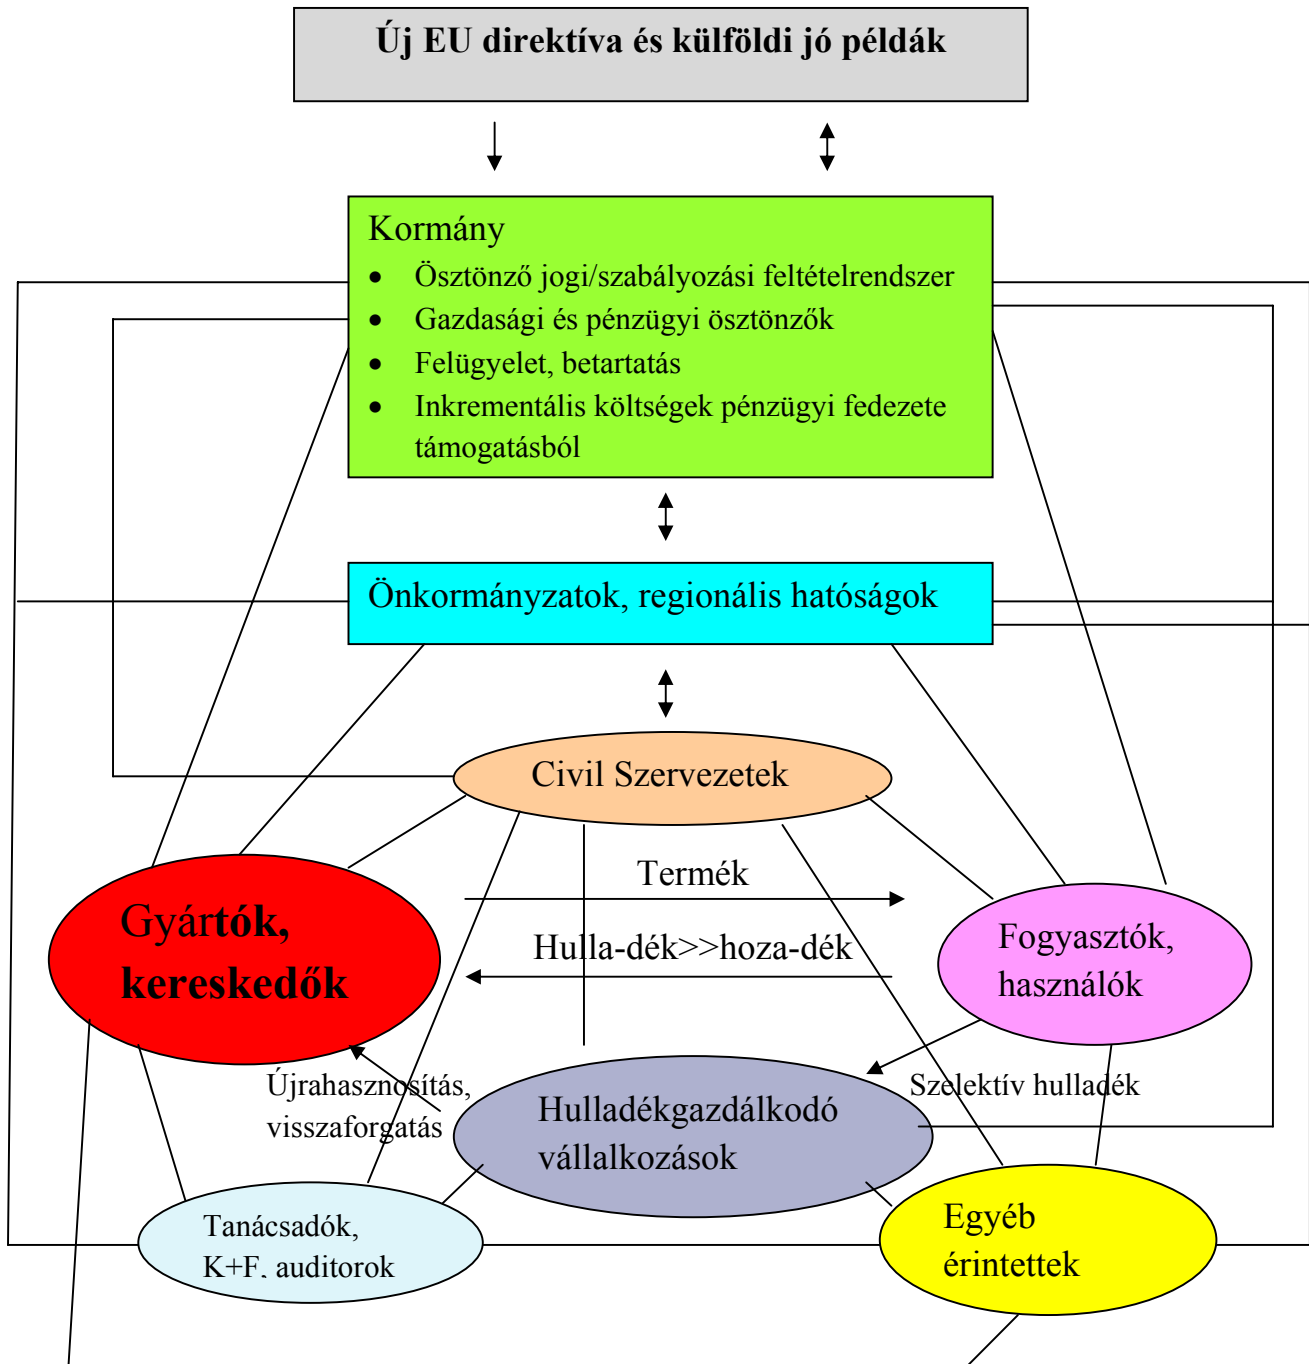 Új EU direktíva és külföldi jó példák
Kormány
• Ösztönző jogi/szabályozási feltételrendszer
• Gazdasági és pénzügyi ösztönzők
• Felügyelet, betartatás
• Inkrementális költségek pénzügyi fedezete
támogatásból
Önkormányzatok, regionális hatóságok
Civil Szervezetek
Termék
Gyártók,
kereskedők
Hulla-dék>>hoza-dék
Fogyasztók,
használók
Újrahasznosítás,
visszaforgatás
Szelektív hulladék
Hulladékgazdálkodó
vállalkozások
Tanácsadók,
K+F, auditorok
Egyéb
érintettek